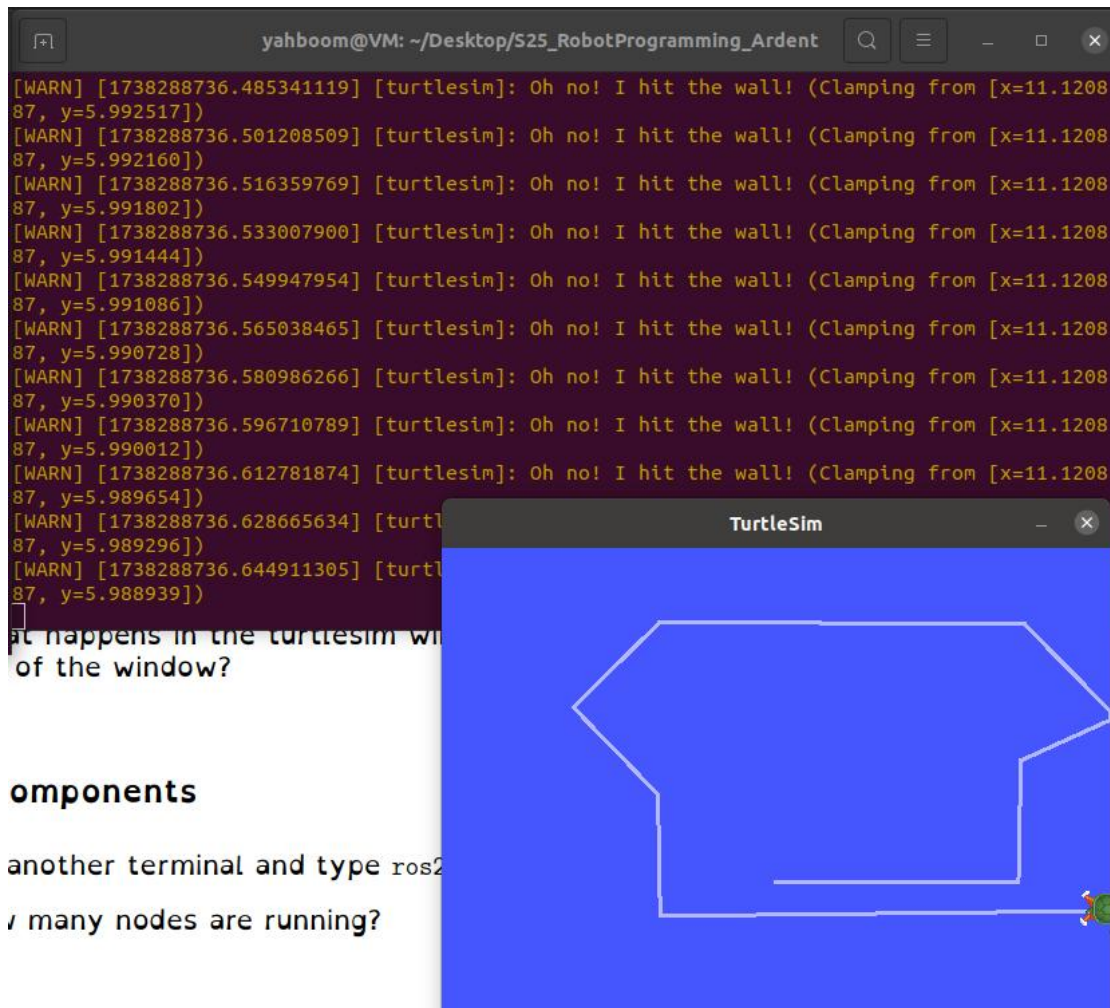 yahboom@VM: ~/Desktop/S25_RobotProgramming_Ardent
[WARN] [1738288736.485341119] [turtlesim]: Oh no! I hit the wall! (Clamping from [x=11.1208
87, y=5.992517])
[WARN] [1738288736.501208509] [turtlesim]: Oh no! I hit the wall! (Clamping from [x=11.1208
87, y=5.992160])
[WARN] [1738288736.516359769] [turtlesim]: Oh no! I hit the wall! (Clamping from [x=11.1208
87, y=5.991802])
[WARN] [1738288736.533007900] [turtlesim]: Oh no! I hit the wall! (Clamping from [x=11.1208
87, y=5.991444])
[WARN] [1738288736.549947954] [turtlesim]: Oh no! I hit the wall! (Clamping from [x=11.1208
87, y=5.991086])
[WARN] [1738288736.565038465] [turtlesim]: Oh no! I hit the wall! (Clamping from [x=11.1208
87, y=5.990728])
[WARN] [1738288736.580986266] [turtlesim]: Oh no! I hit the wall! (Clamping from [x=11.1208
87, y=5.990370])
[WARN] [1738288736.596710789] [turtlesim]: Oh no! I hit the wall! (Clamping from [x=11.1208
87, y=5.990012])
[WARN] [1738288736.612781874] [turtlesim]: Oh no! I hit the wall! (Clamping from [x=11.1208
87, y=5.989654])
[WARN] [1738288736.628665634] [turtl
87, y=5.989296])
[WARN] [1738288736.644911305] [turtl
87, y=5.988939])
TurtleSim
at happens in the turtlesim wi
of the window?
omponents
another terminal and type ros2
w many nodes are running?